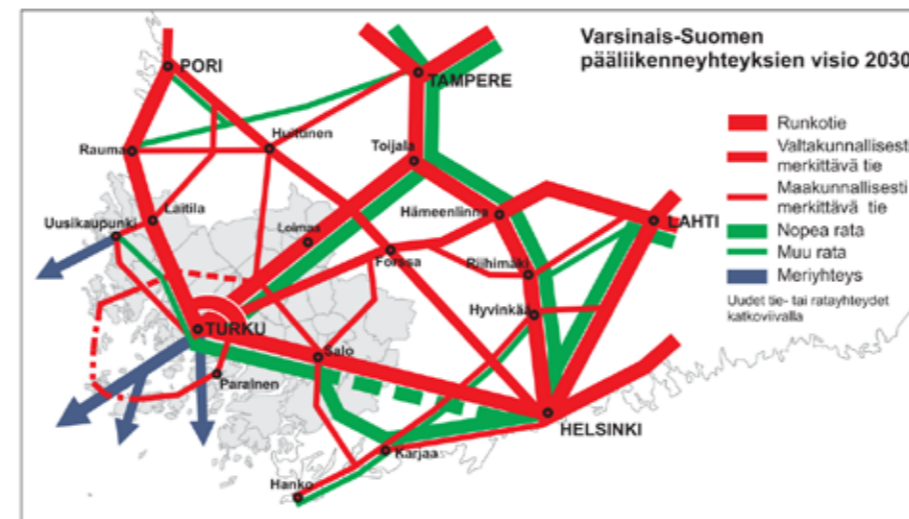 Varsinais-Suomen
pääliikenneyhteyksien visio 2030
PORI
TAMPERE
Huittinen
Rauma
Toijala
Runkotie
Valtakunnallisesti
merkittävä tie
Maakunnallisesti
merkittävä tie
Nopea rata
Muu rata
Meriyhteys
Uudet tie- tai ratayhteydet
katkoviivalla
Laitila
Uusikaupunki
Loimaa
Hämeenlinna
LAHTI
Forssa
Riihimäki
Hyvinkää
TURKU
Salo
Parainen
HELSINKI
Karjaa
Hanko